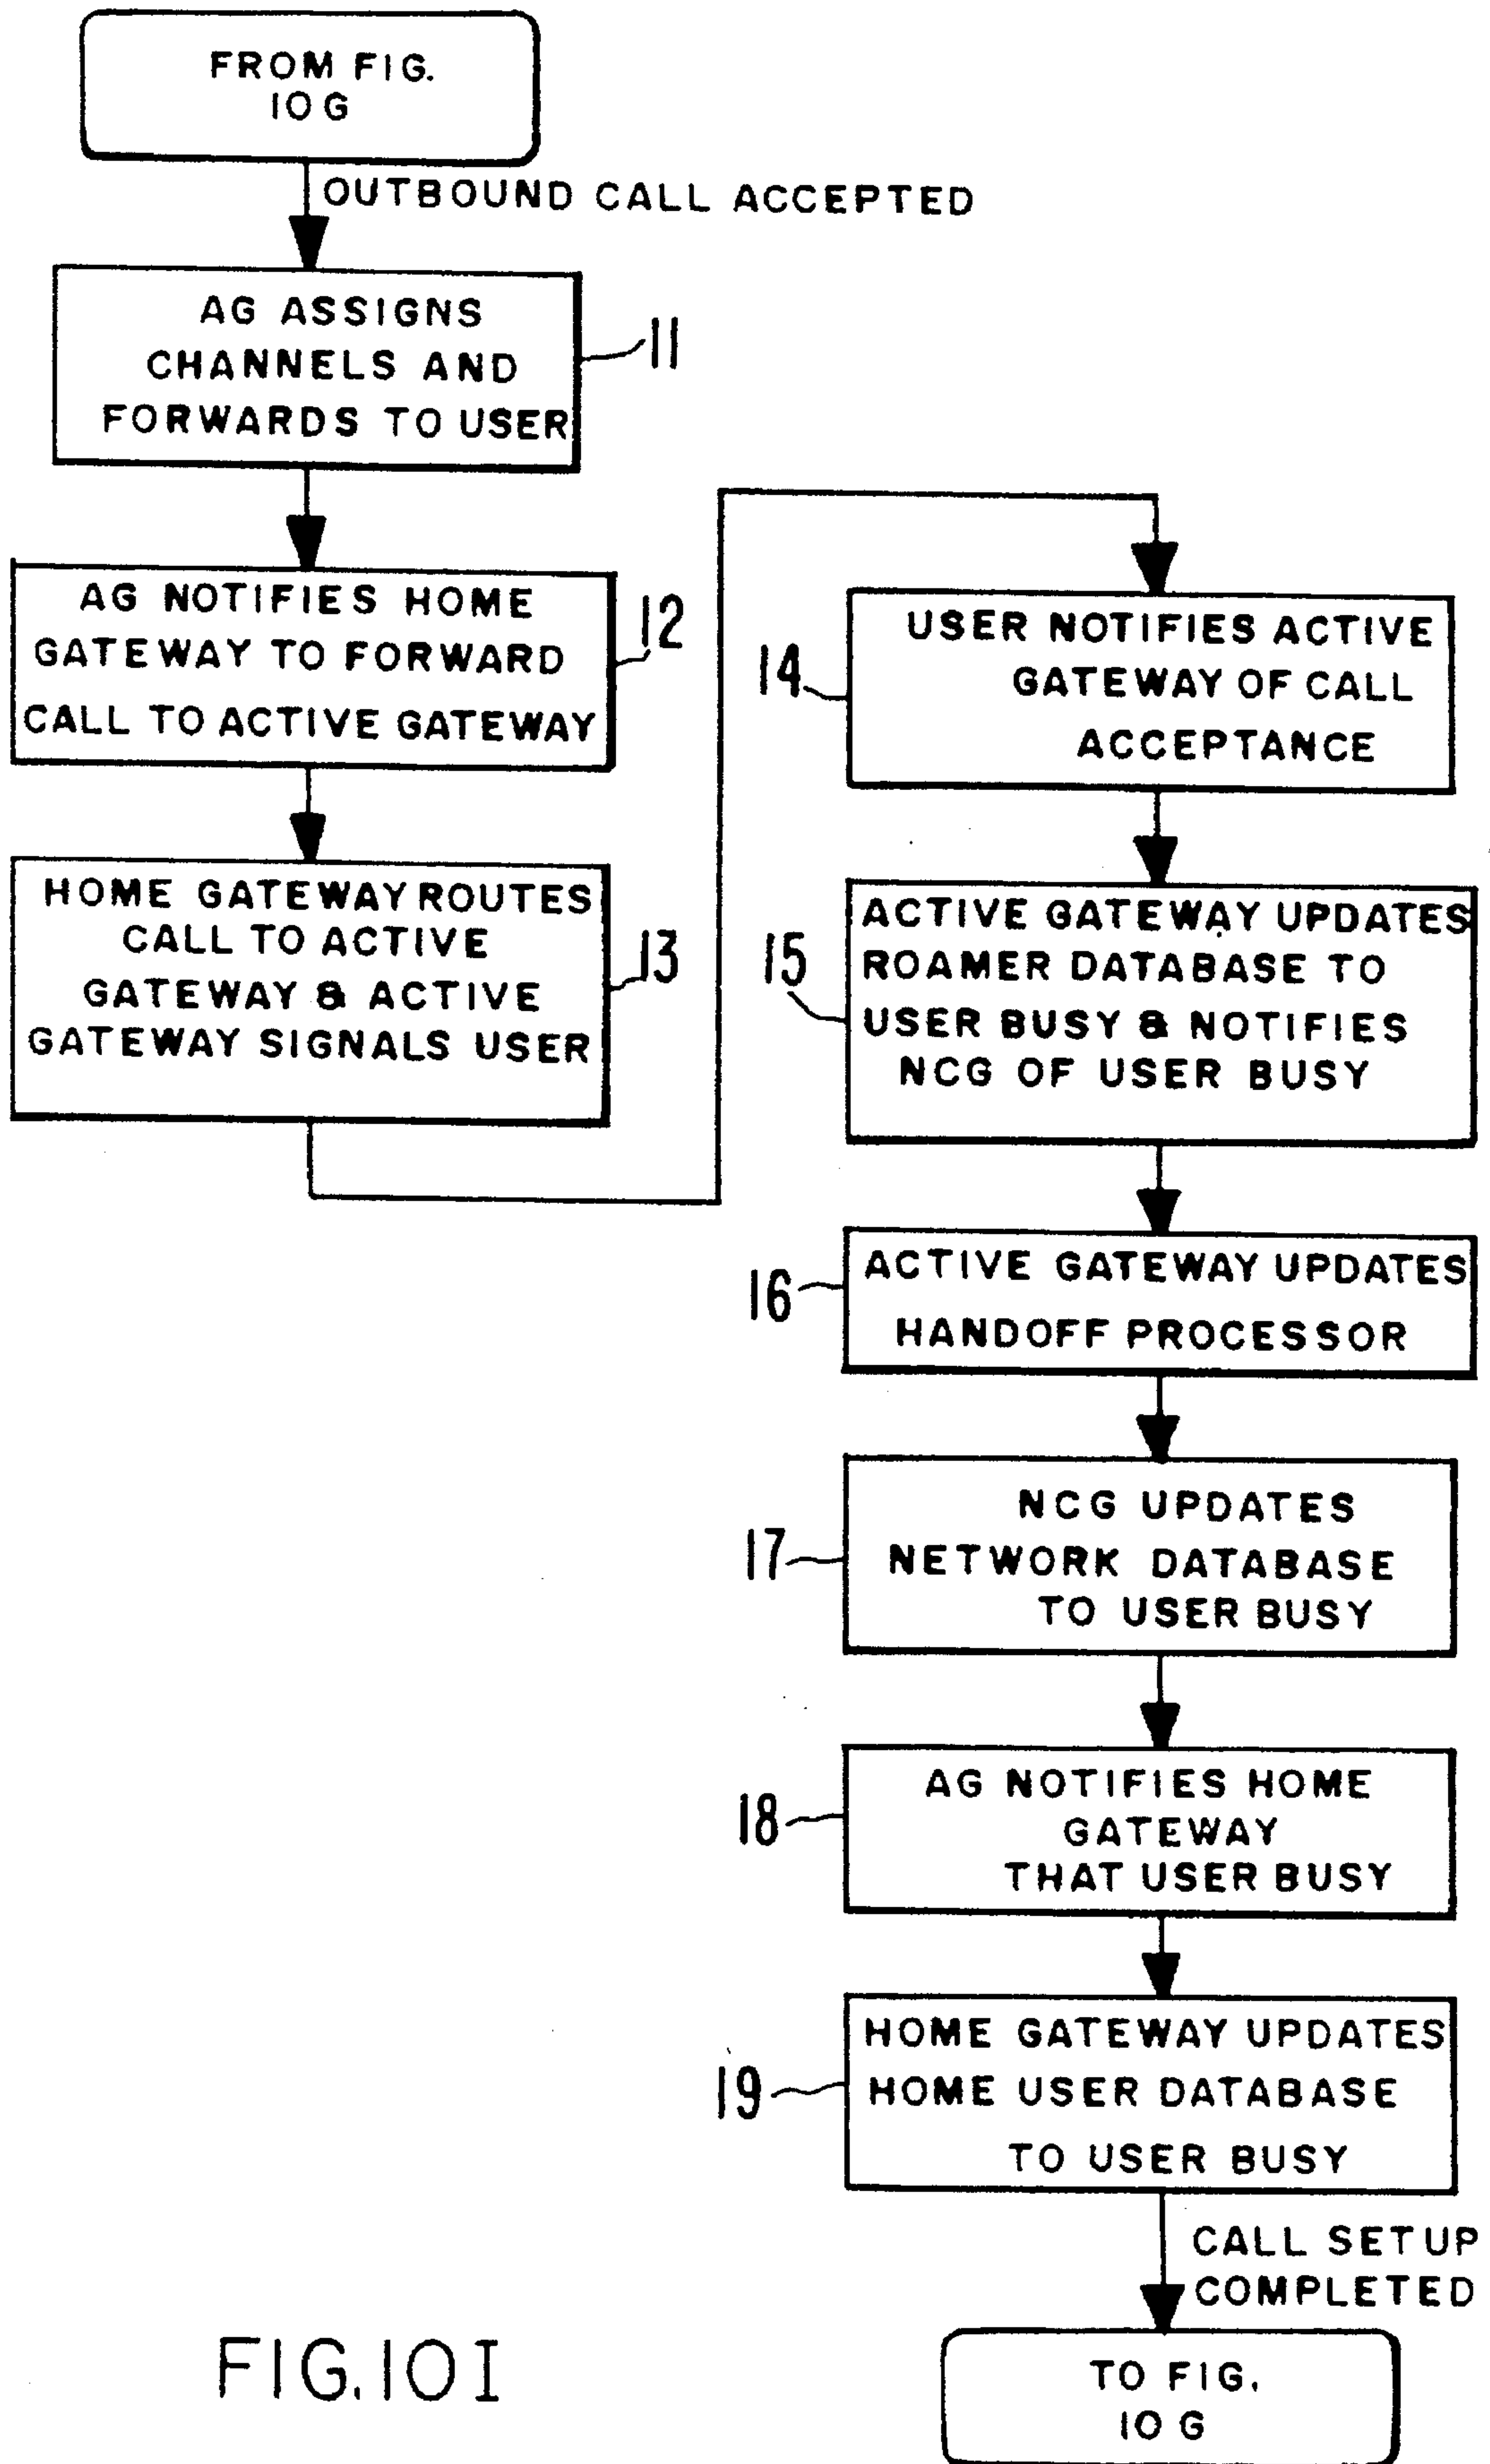 FROM FIG.
10 G
OUTBOUND CALL ACCEPTED
AG ASSIGNS
CHANNELS AND
FORWARDS TO USER
11
AG NOTIFIES HOME
GATEWAY TO FORWARD
CALL TO ACTIVE GATEWAY
12
HOME GATEWAY ROUTES
CALL TO ACTIVE
GATEWAY & ACTIVE
GATEWAY SIGNALS USER
13
USER NOTIFIES ACTIVE
GATEWAY OF CALL
ACCEPTANCE
14
ACTIVE GATEWAY UPDATES
ROAMER DATABASE TO
USER BUSY & NOTIFIES
NCG OF USER BUSY
15
ACTIVE GATEWAY UPDATES
HANDOFF PROCESSOR
16
NCG UPDATES
NETWORK DATABASE
TO USER BUSY
17
AG NOTIFIES HOME
GATEWAY
THAT USER BUSY
18
HOME GATEWAY UPDATES
HOME USER DATABASE
TO USER BUSY
19
CALL SETUP
COMPLETED
TO FIG.
10 G
FIG. 10I